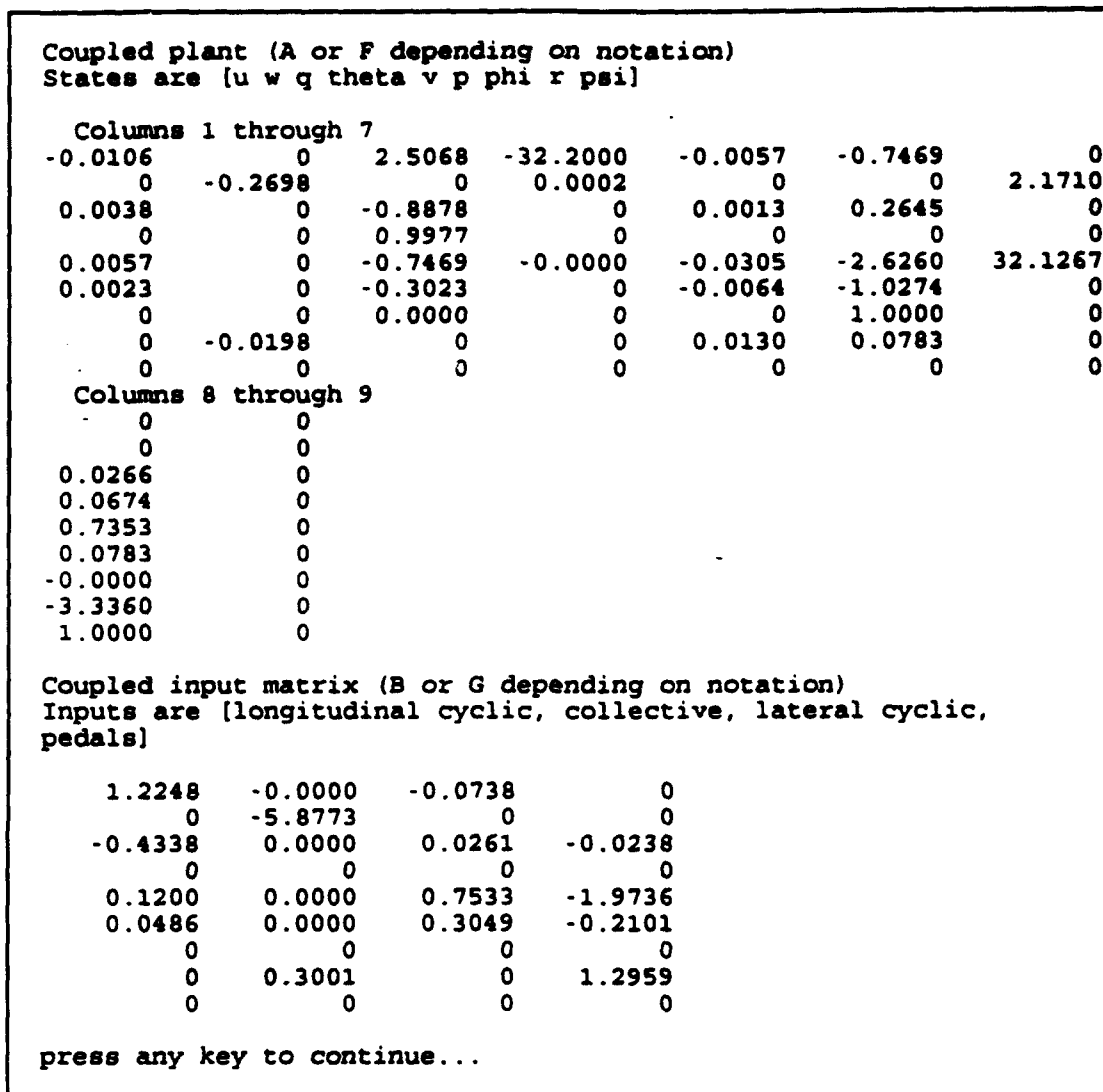 Coupled plant (A or F depending on notation)
States are [u w q theta v p phi r psi]
Columns 1 through 7
-0.0106 0 2.5068 -32.2000 -0.0057 -0.7469 0
0 -0.2698 0 0.0002 0 0 2.1710
0.0038 0 -0.8878 0 0.0013 0.2645 0
0 0 0.9977 0 0 0 0
0.0057 0 -0.7469 -0.0000 -0.0305 -2.6260 32.1267
0.0023 0 -0.3023 0 -0.0064 -1.0274 0
0 0 0.0000 0 0 1.0000 0
0 -0.0198 0 0 0.0130 0.0783 0
0 0 0 0 0 0 0
Columns 8 through 9
0 0
0 0
0.0266 0
0.0674 0
0.7353 0
0.0783 0
-0.0000 0
-3.3360 0
1.0000 0
Coupled input matrix (B or G depending on notation)
Inputs are [longitudinal cyclic, collective, lateral cyclic,
pedals]
1.2248 -0.0000 -0.0738 0
0 -5.8773 0 0
-0.4338 0.0000 0.0261 -0.0238
0 0 0 0
0.1200 0.0000 0.7533 -1.9736
0.0486 0.0000 0.3049 -0.2101
0 0 0 0
0 0.3001 0 1.2959
0 0 0 0
press any key to continue...